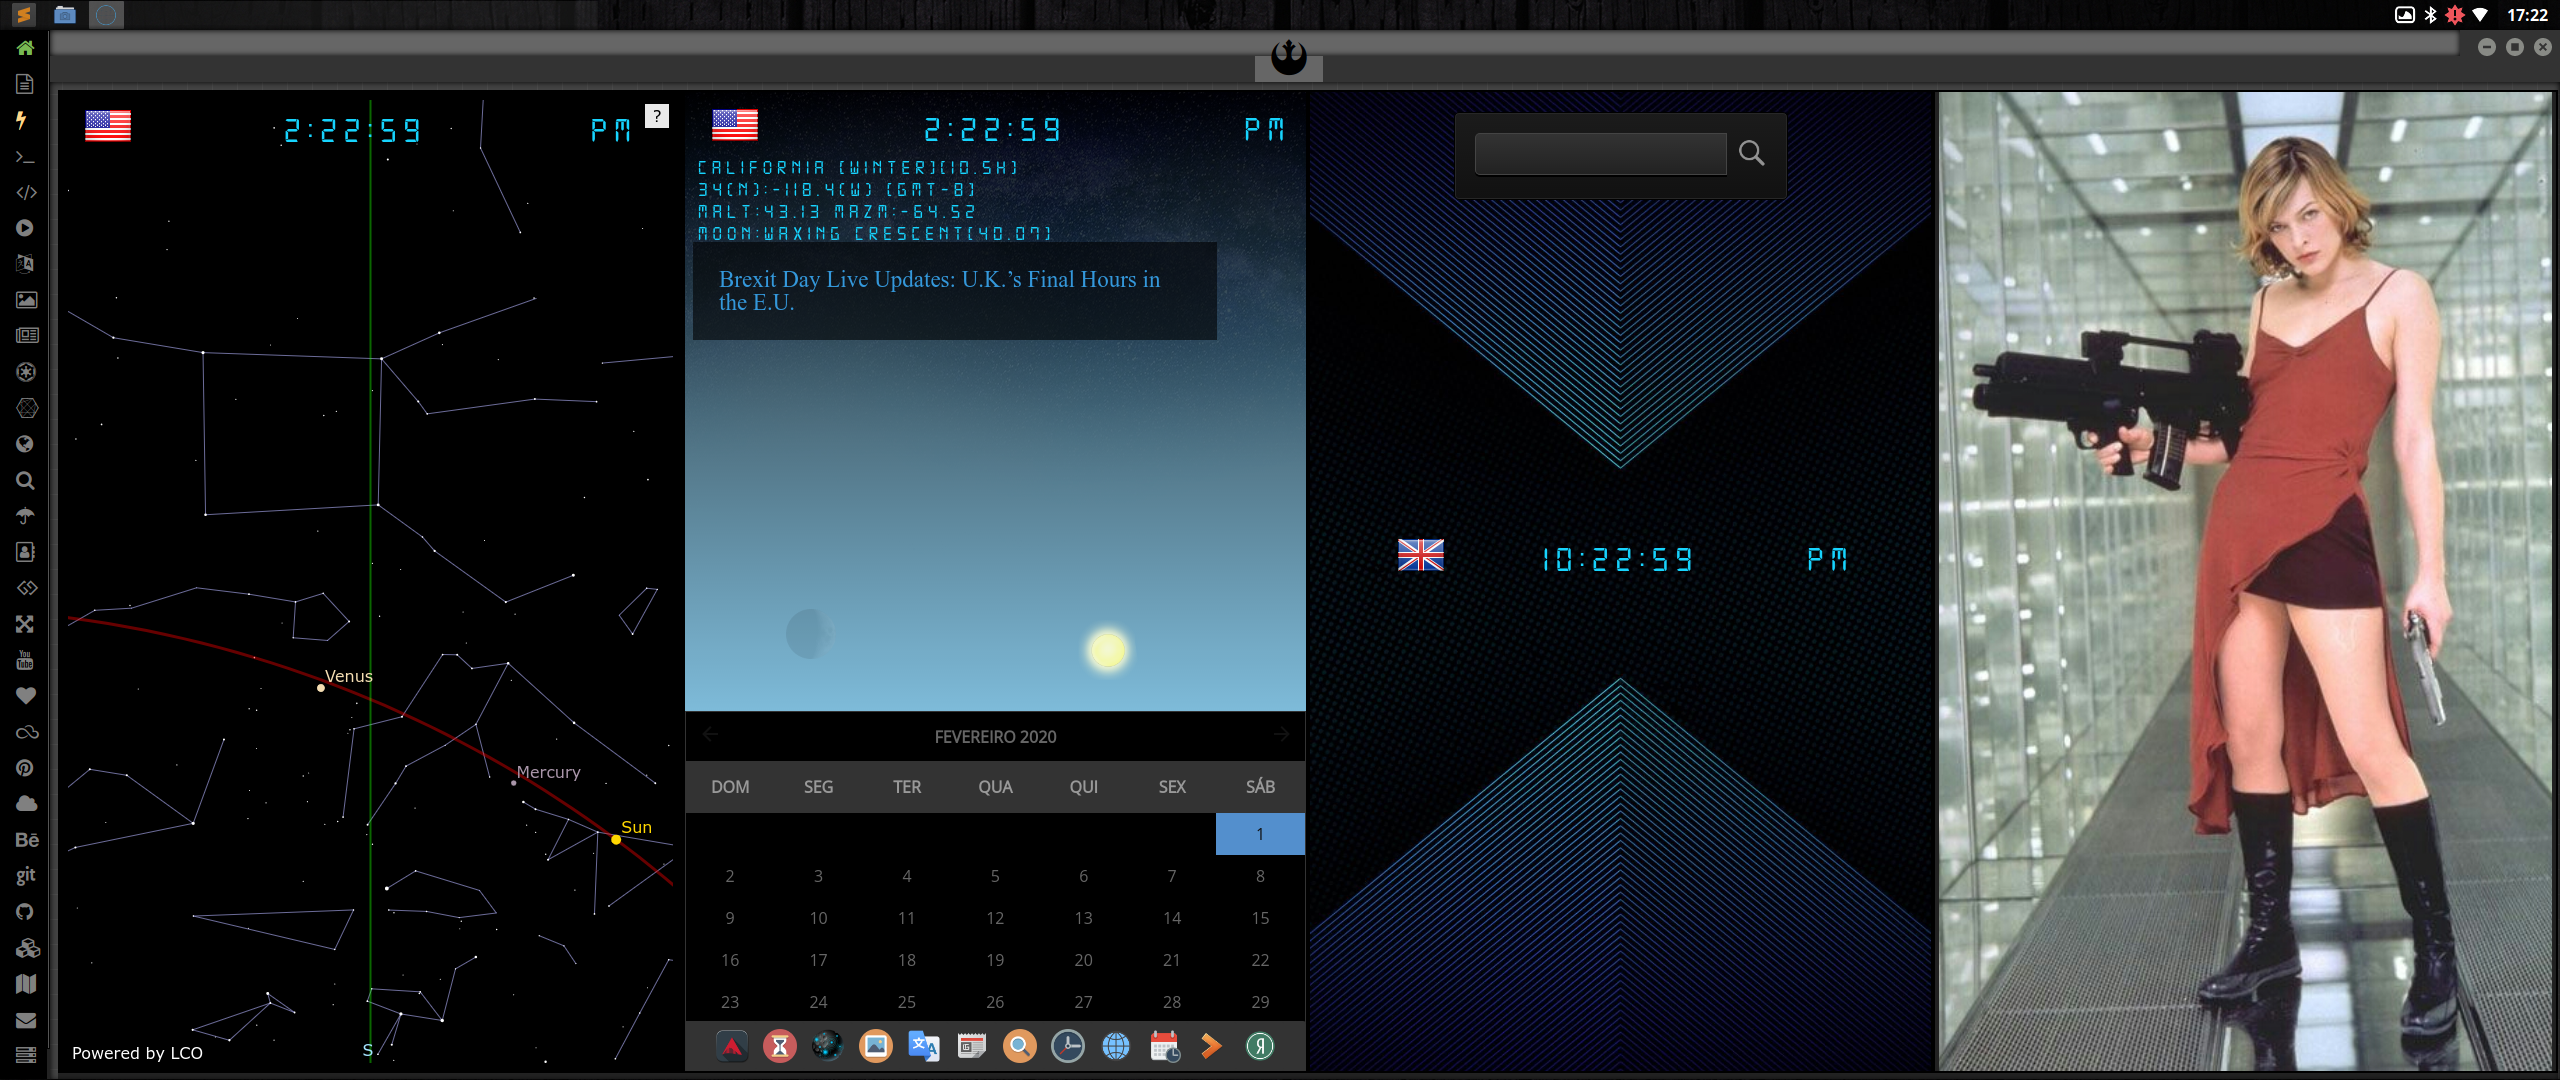 17:22
2:22:59 PM
?
Venus
Mercury
Sun
S
Powered by LCO
2:22:59 PM
CALIFORNIA (WINTER)(10.5H)
34(N):-118.4(W) (GMT-8)
MALT:43.13 MAZM:-64.52
MOON:WAXING CRESCENT(40.07)
Brexit Day Live Updates: U.K.’s Final Hours in
the E.U.
FEVEREIRO 2020
DOM SEG TER QUA QUI SEX SÁB
1
2 3 4 5 6 7 8
9 10 11 12 13 14 15
16 17 18 19 20 21 22
23 24 25 26 27 28 29
10:22:59 PM
You
Tube
Bē
git